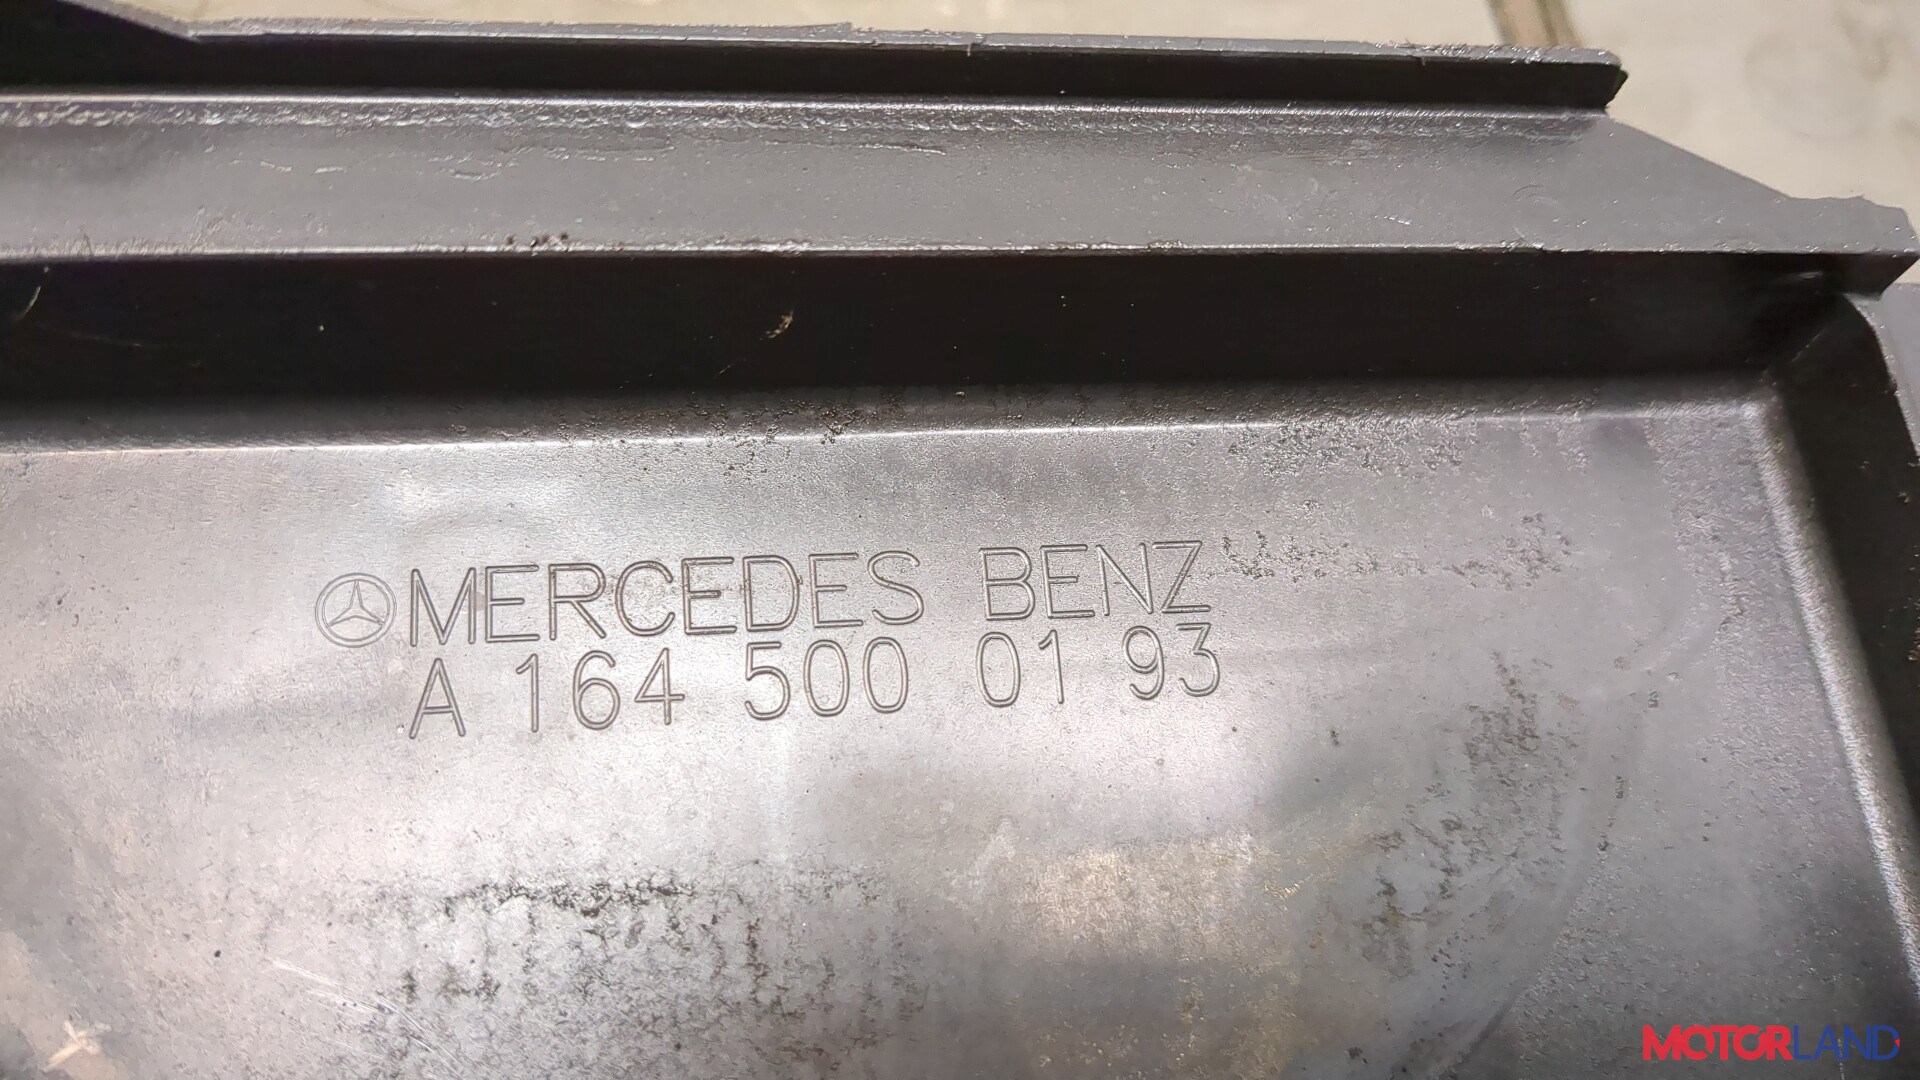 MERCEDES BENZ
A 164 500 01 93
MOTORLAND